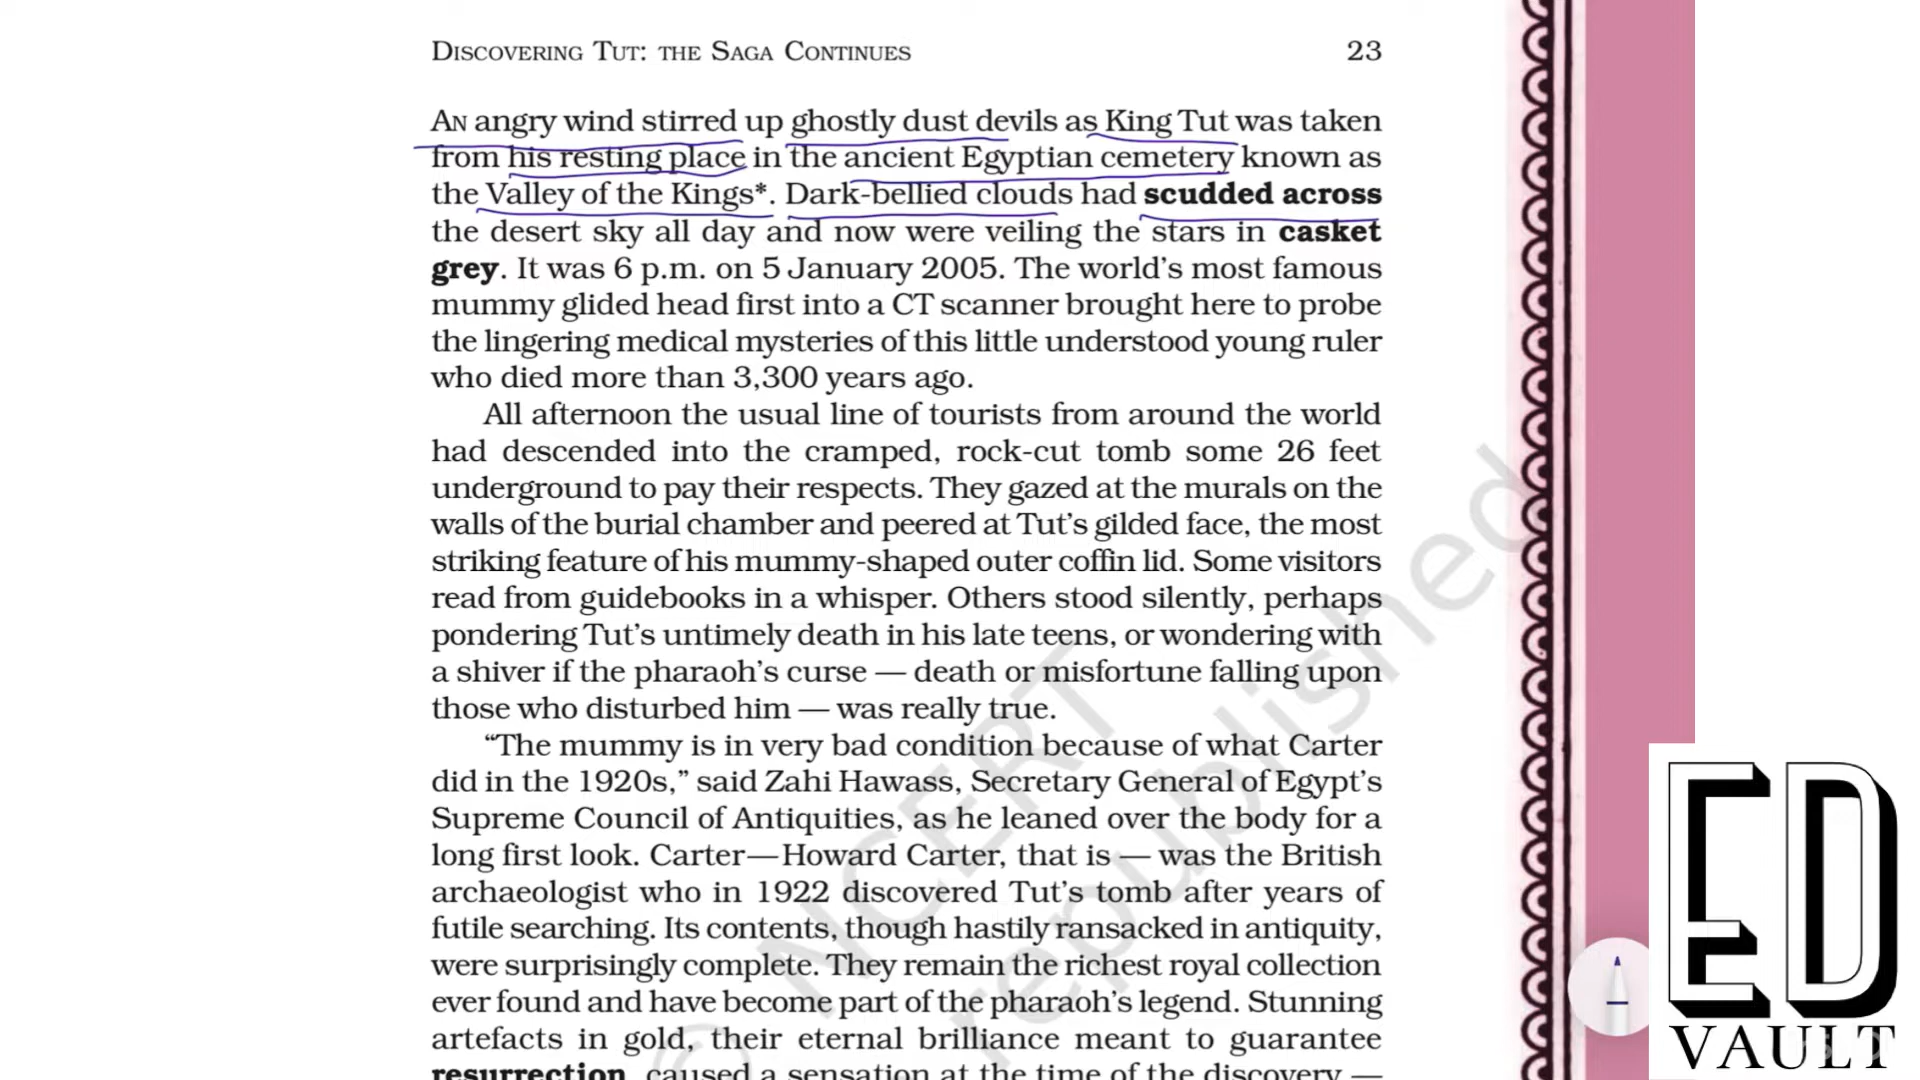 DISCOVERING TUT: THE SAGA CONTINUES 23
AN angry wind stirred up ghostly dust devils as King Tut was taken
from his resting place in the ancient Egyptian cemetery known as
the Valley of the Kings*. Dark-bellied clouds had scudded across
the desert sky all day and now were veiling the stars in casket
grey. It was 6 p.m. on 5 January 2005. The world’s most famous
mummy glided head first into a CT scanner brought here to probe
the lingering medical mysteries of this little understood young ruler
who died more than 3,300 years ago.
All afternoon the usual line of tourists from around the world
had descended into the cramped, rock-cut tomb some 26 feet
underground to pay their respects. They gazed at the murals on the
walls of the burial chamber and peered at Tut’s gilded face, the most
striking feature of his mummy-shaped outer coffin lid. Some visitors
read from guidebooks in a whisper. Others stood silently, perhaps
pondering Tut’s untimely death in his late teens, or wondering with
a shiver if the pharaoh’s curse — death or misfortune falling upon
those who disturbed him — was really true.
“The mummy is in very bad condition because of what Carter
did in the 1920s,” said Zahi Hawass, Secretary General of Egypt’s
Supreme Council of Antiquities, as he leaned over the body for a
long first look. Carter—Howard Carter, that is — was the British
archaeologist who in 1922 discovered Tut’s tomb after years of
futile searching. Its contents, though hastily ransacked in antiquity,
were surprisingly complete. They remain the richest royal collection
ever found and have become part of the pharaoh’s legend. Stunning
artefacts in gold, their eternal brilliance meant to guarantee
resurrection, caused a sensation at the time of the discovery —
© NCERT
republished
ED
VAULT